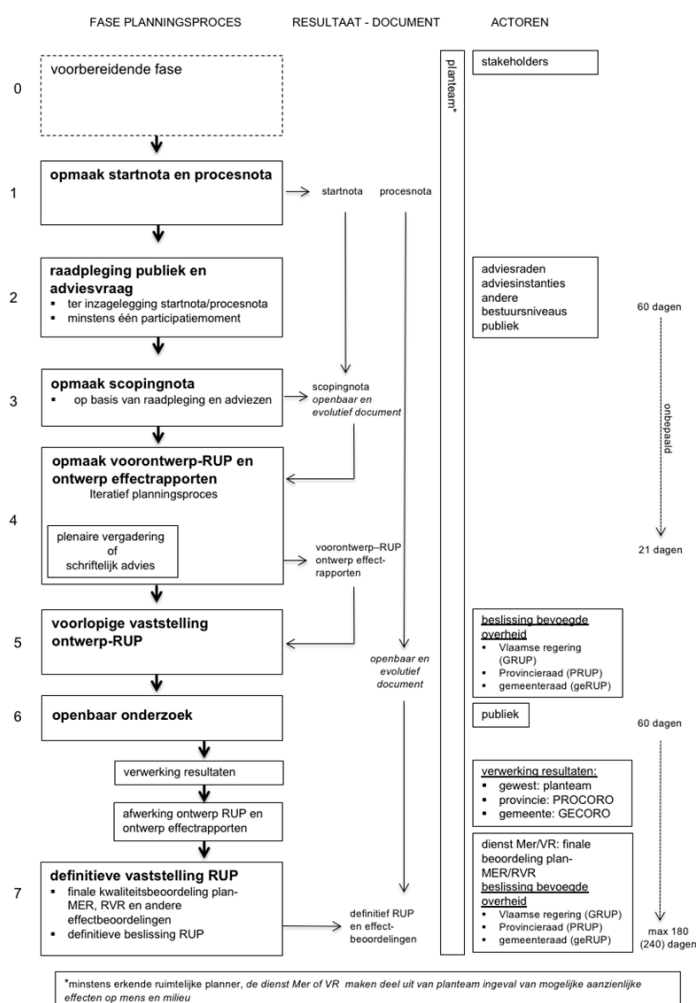 FASE PLANNINGSPROCES
RESULTAAT - DOCUMENT
ACTOREN
0
voorbereidende fase
planteam*
stakeholders
1
opmaak startnota en procesnota
startnota
procesnota
2
raadpleging publiek en
adviesvraag
▪ ter inzagelegging startnota/procesnota
▪ minstens één participatiemoment
adviesraden
adviesinstanties
andere
bestuursniveaus
publiek
60 dagen
3
opmaak scopingnota
▪ op basis van raadpleging en adviezen
scopingnota
openbaar en
evolutief document
onbepaald
4
opmaak voorontwerp-RUP en
ontwerp effectrapporten
Iteratief planningsproces
plenaire vergadering
of
schriftelijk advies
voorontwerp–RUP
ontwerp effect-
rapporten
21 dagen
5
voorlopige vaststelling
ontwerp-RUP
openbaar en
evolutief
document
beslissing bevoegde
overheid
▪ Vlaamse regering
(GRUP)
▪ Provincieraad (PRUP)
▪ gemeenteraad (geRUP)
6
openbaar onderzoek
publiek
60 dagen
verwerking resultaten
afwerking ontwerp RUP en
ontwerp effectrapporten
verwerking resultaten:
▪ gewest: planteam
▪ provincie: PROCORO
▪ gemeente: GECORO
7
definitieve vaststelling RUP
▪ finale kwaliteitsbeoordeling plan-
MER, RVR en andere
effectbeoordelingen
▪ definitieve beslissing RUP
definitief RUP
en effect-
beoordelingen
dienst Mer/VR: finale
beoordeling plan-
MER/RVR
beslissing bevoegde
overheid
▪ Vlaamse regering (GRUP)
▪ Provincieraad (PRUP)
▪ gemeenteraad (geRUP)
max 180
(240) dagen
*minstens erkende ruimtelijke planner, de dienst Mer of VR maken deel uit van planteam ingeval van mogelijke aanzienlijke
effecten op mens en milieu